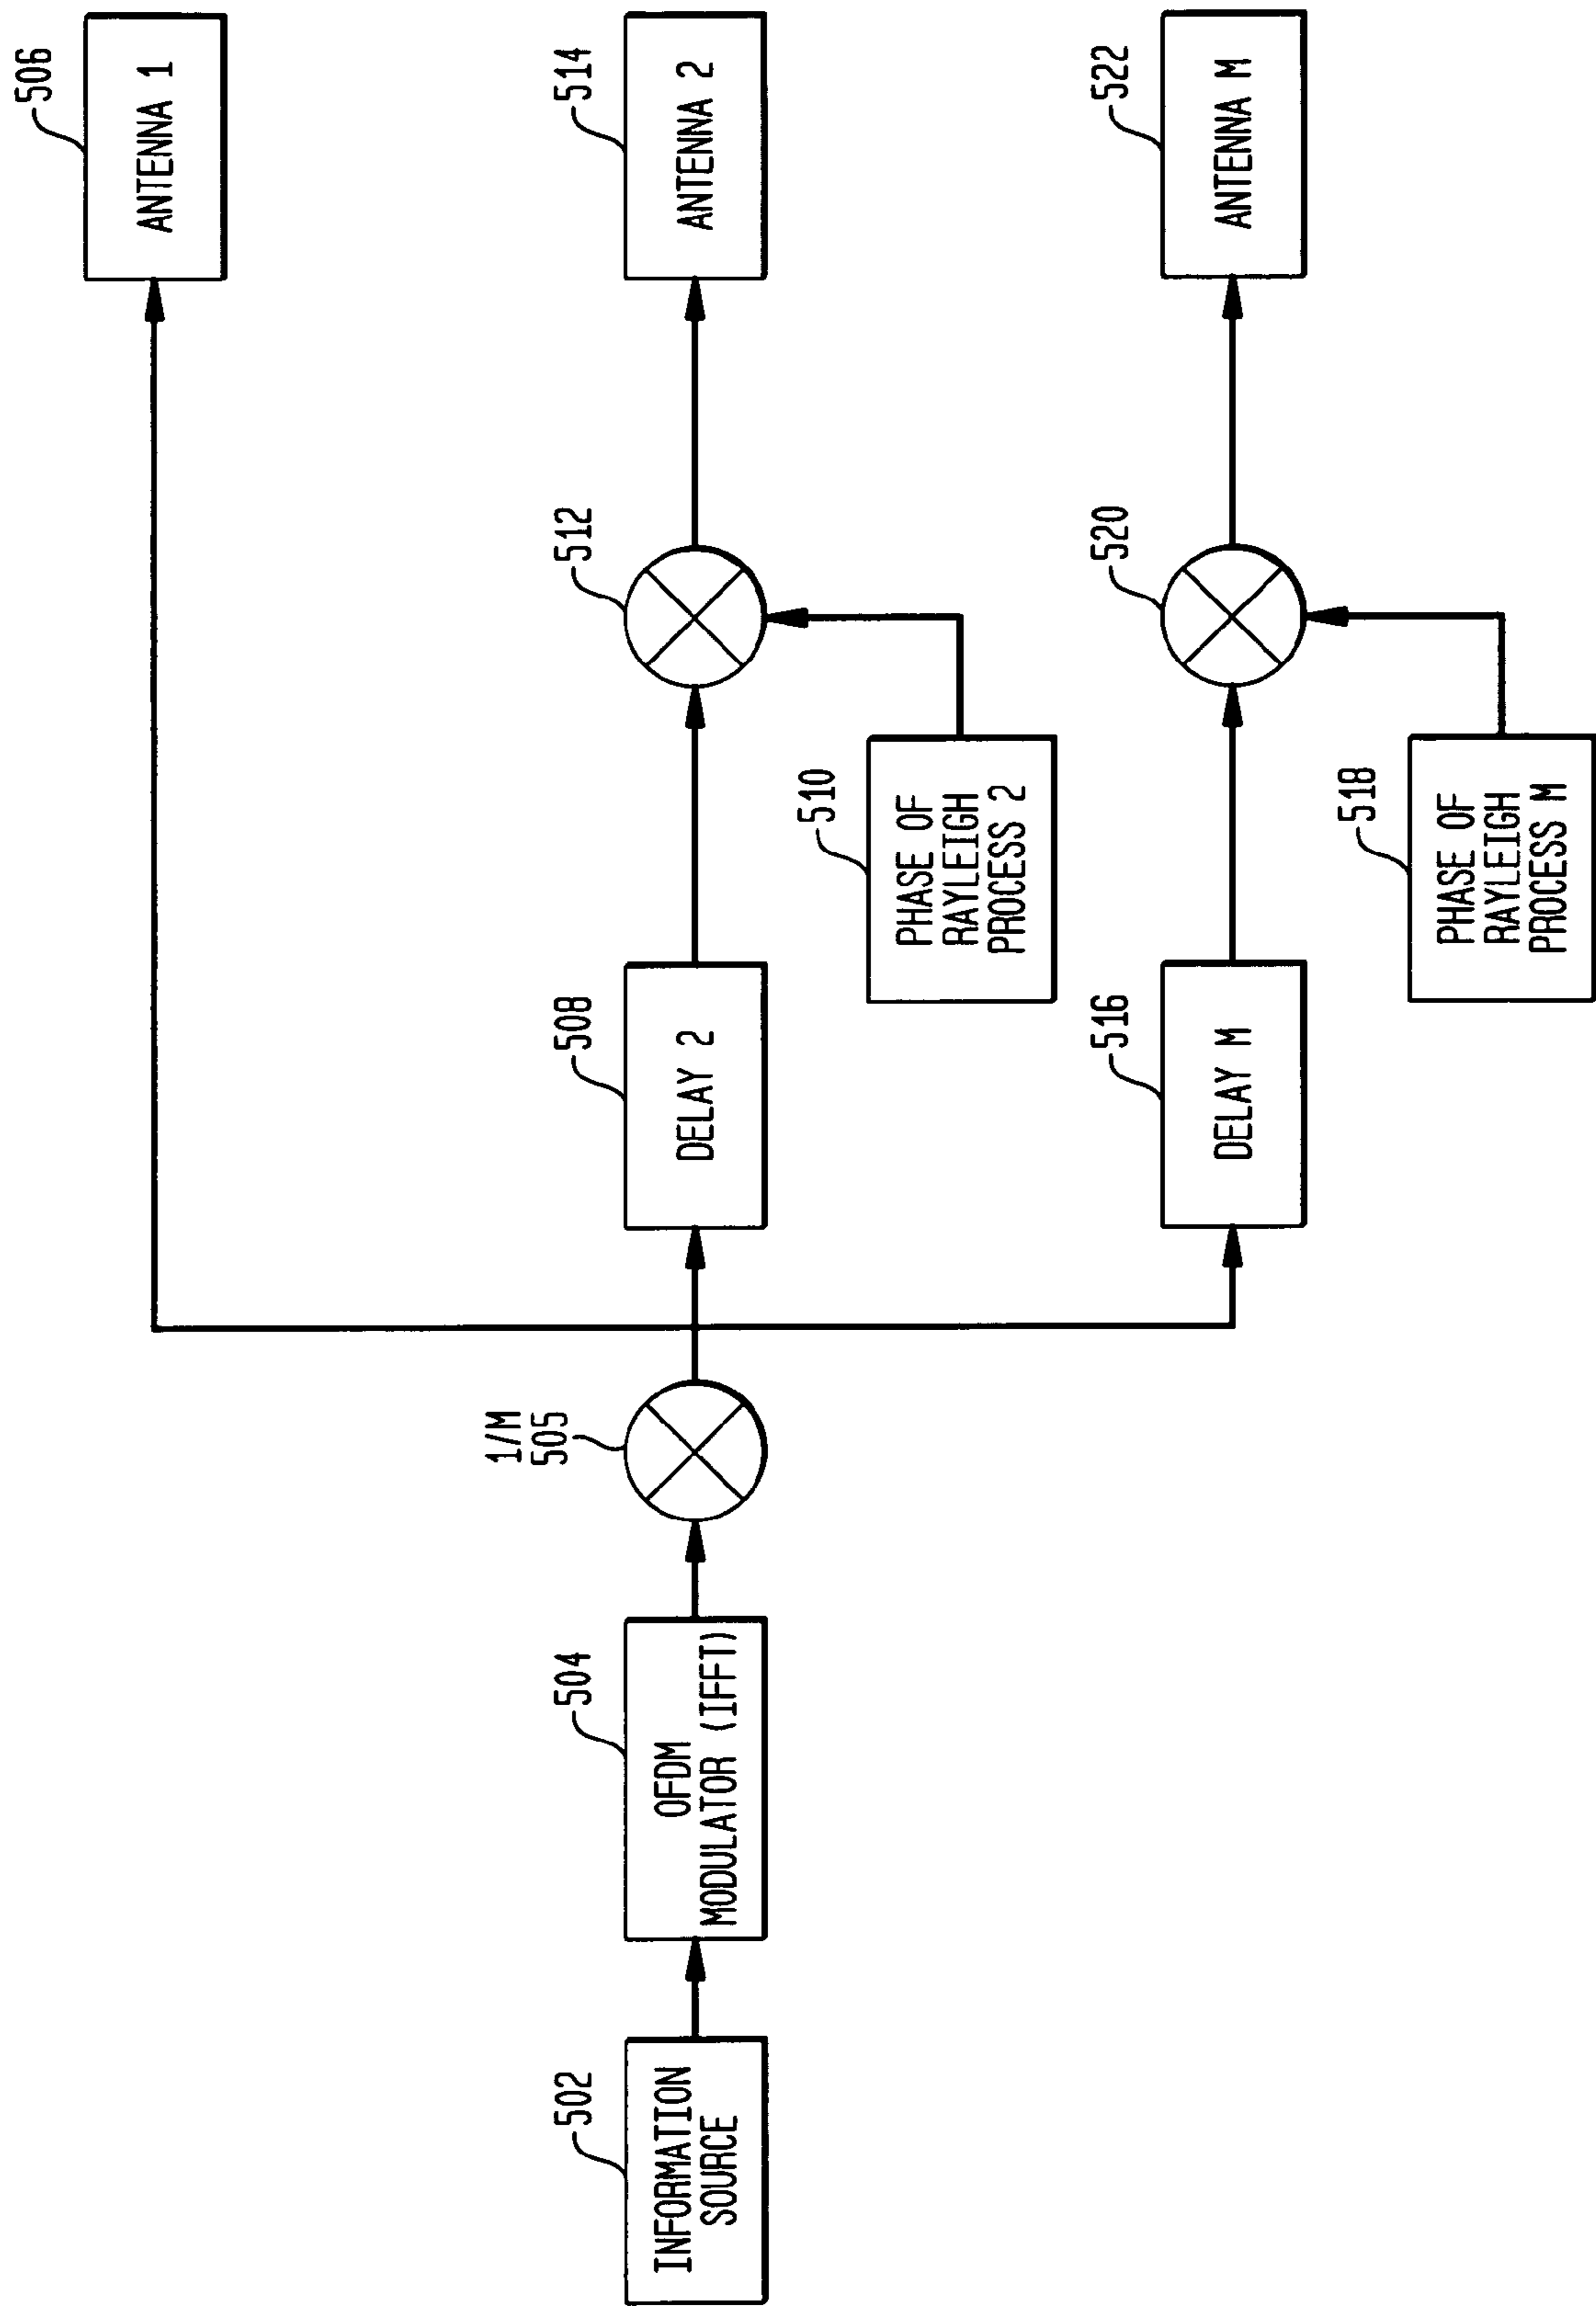 506
ANTENNA 1
1/M
505
502
INFORMATION
SOURCE
504
OFDM
MODULATOR (IFFT)
508
DELAY 2
512
514
ANTENNA 2
510
PHASE OF
RAYLEIGH
PROCESS 2
516
DELAY M
520
522
ANTENNA M
518
PHASE OF
RAYLEIGH
PROCESS M